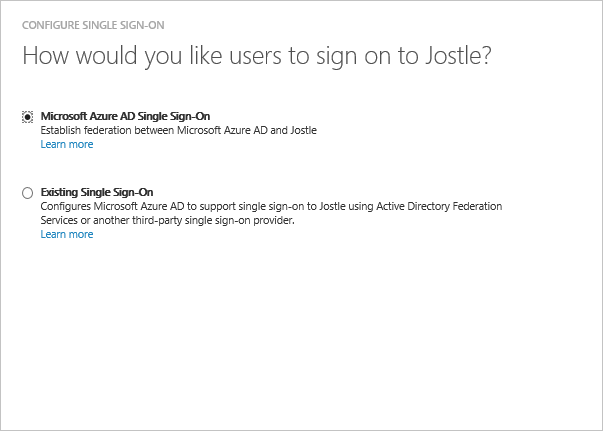 CONFIGURE SINGLE SIGN-ON
How would you like users to sign on to Jostle?
Microsoft Azure AD Single Sign-On
Establish federation between Microsoft Azure AD and Jostle
Learn more
Existing Single Sign-On
Configures Microsoft Azure AD to support single sign-on to Jostle using Active Directory Federation
Services or another third-party single sign-on provider.
Learn more